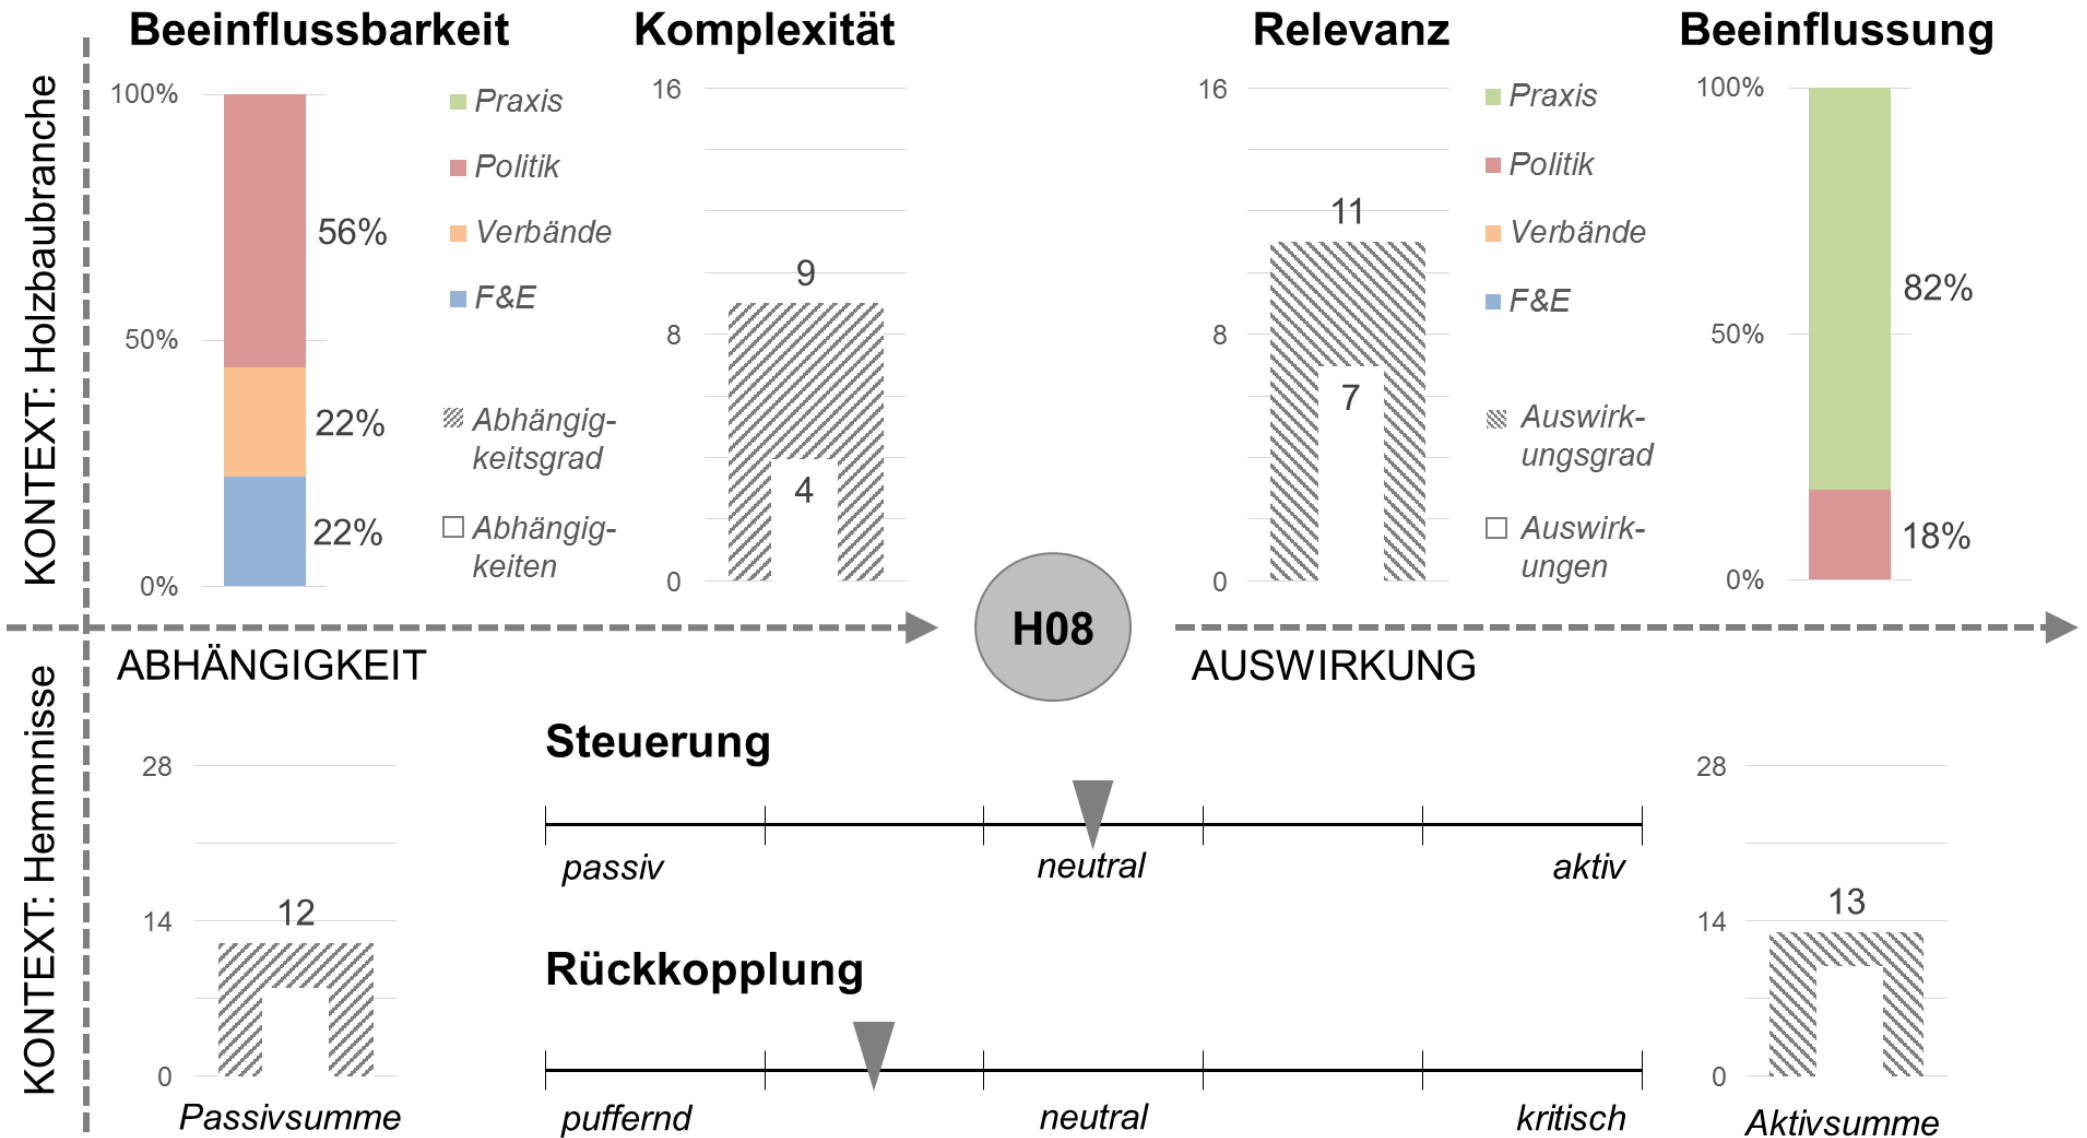 Beeinflussbarkeit
Komplexität
Relevanz
Beeinflussung
KONTEXT: Holzbaubranche
100%
50%
0%
56%
22%
22%
Praxis
Politik
Verbände
F&E
Abhängig-
keitsgrad
Abhängig-
keiten
16
8
0
9
4
16
8
0
11
7
Praxis
Politik
Verbände
F&E
Auswirk-
ungsgrad
Auswirk-
ungen
100%
50%
0%
82%
18%
H08
ABHÄNGIGKEIT
AUSWIRKUNG
KONTEXT: Hemmnisse
28
14
0
12
Passivsumme
Steuerung
passiv
neutral
aktiv
Rückkopplung
puffernd
neutral
kritisch
28
14
0
13
Aktivsumme